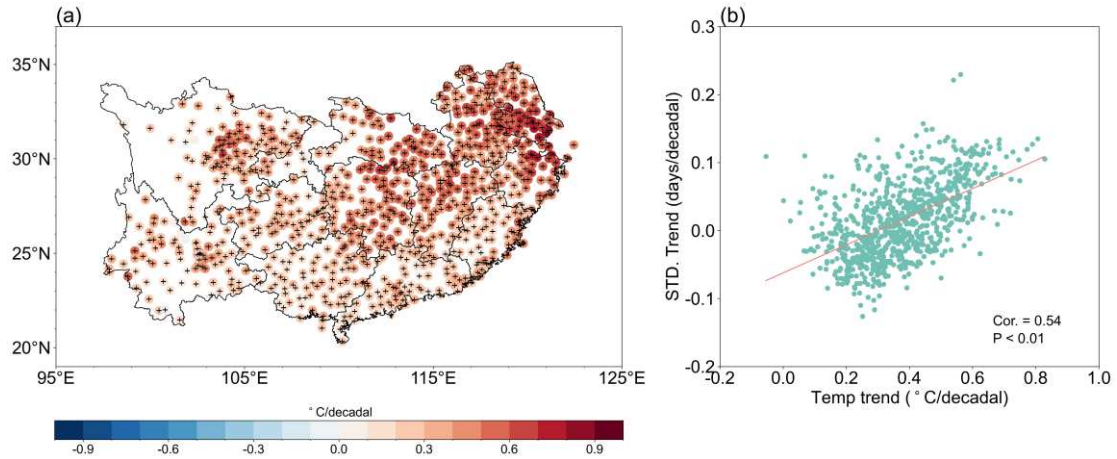 (a)
35°N
30°N
25°N
20°N
95°E
105°E
115°E
125°E
°C/decadal
-0.9
-0.6
-0.3
0.0
0.3
0.6
0.9
(b)
STD. Trend (days/decadal)
0.3
0.2
0.1
0.0
-0.1
-0.2
Cor. = 0.54
P < 0.01
-0.2
0.0
0.2
0.4
0.6
0.8
1.0
Temp trend (°C/decadal)